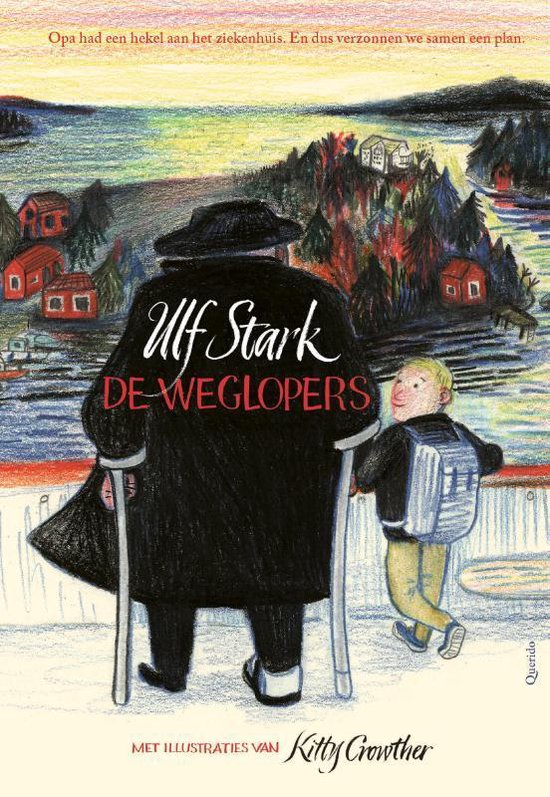 Opa had een hekel aan het ziekenhuis. En dus verzonnen we samen een plan.
Ulf Stark
DE WEGLOPERS
Querido
MET ILLUSTRATIES VAN Kitty Crowther